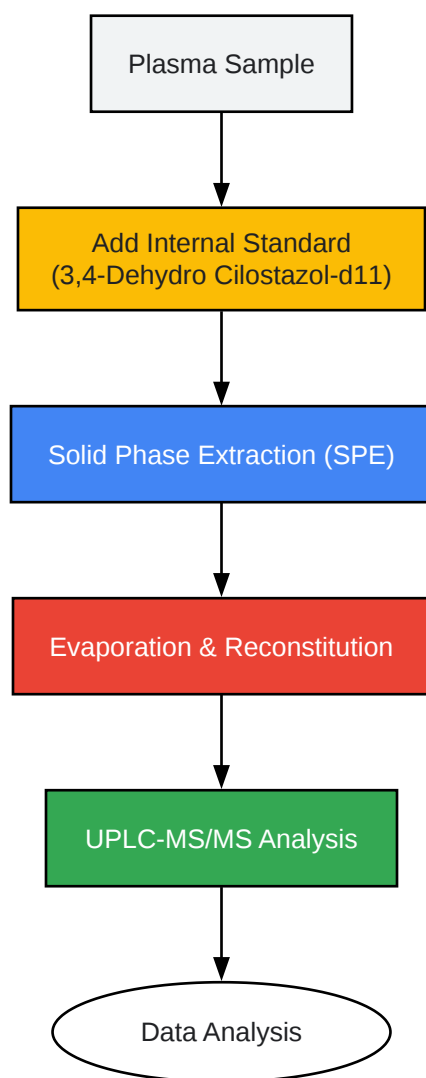 Plasma Sample
Add Internal Standard
(3,4-Dehydro Cilostazol-d11)
Solid Phase Extraction (SPE)
Evaporation & Reconstitution
UPLC-MS/MS Analysis
Data Analysis